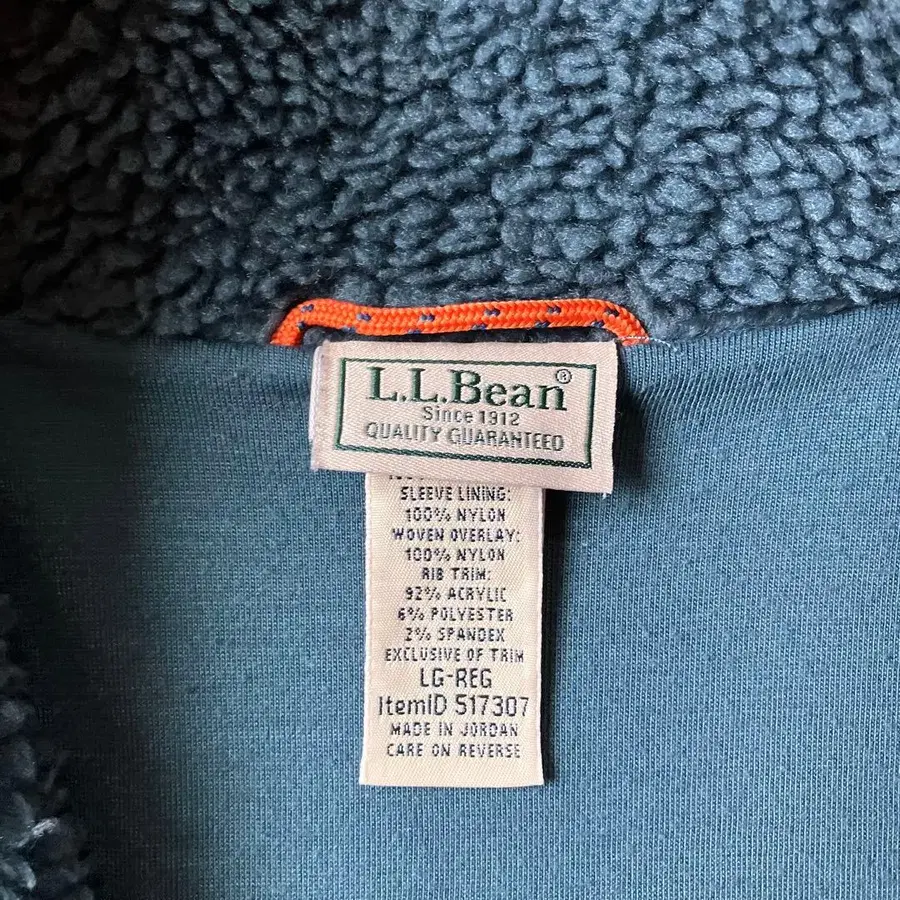 L.L.Bean®
Since 1912
QUALITY GUARANTEED
SLEEVE LINING:
100% NYLON
WOVEN OVERLAY:
100% NYLON
RIB TRIM:
92% ACRYLIC
6% POLYESTER
2% SPANDEX
EXCLUSIVE OF TRIM
LG-REG
ItemID 517307
MADE IN JORDAN
CARE ON REVERSE